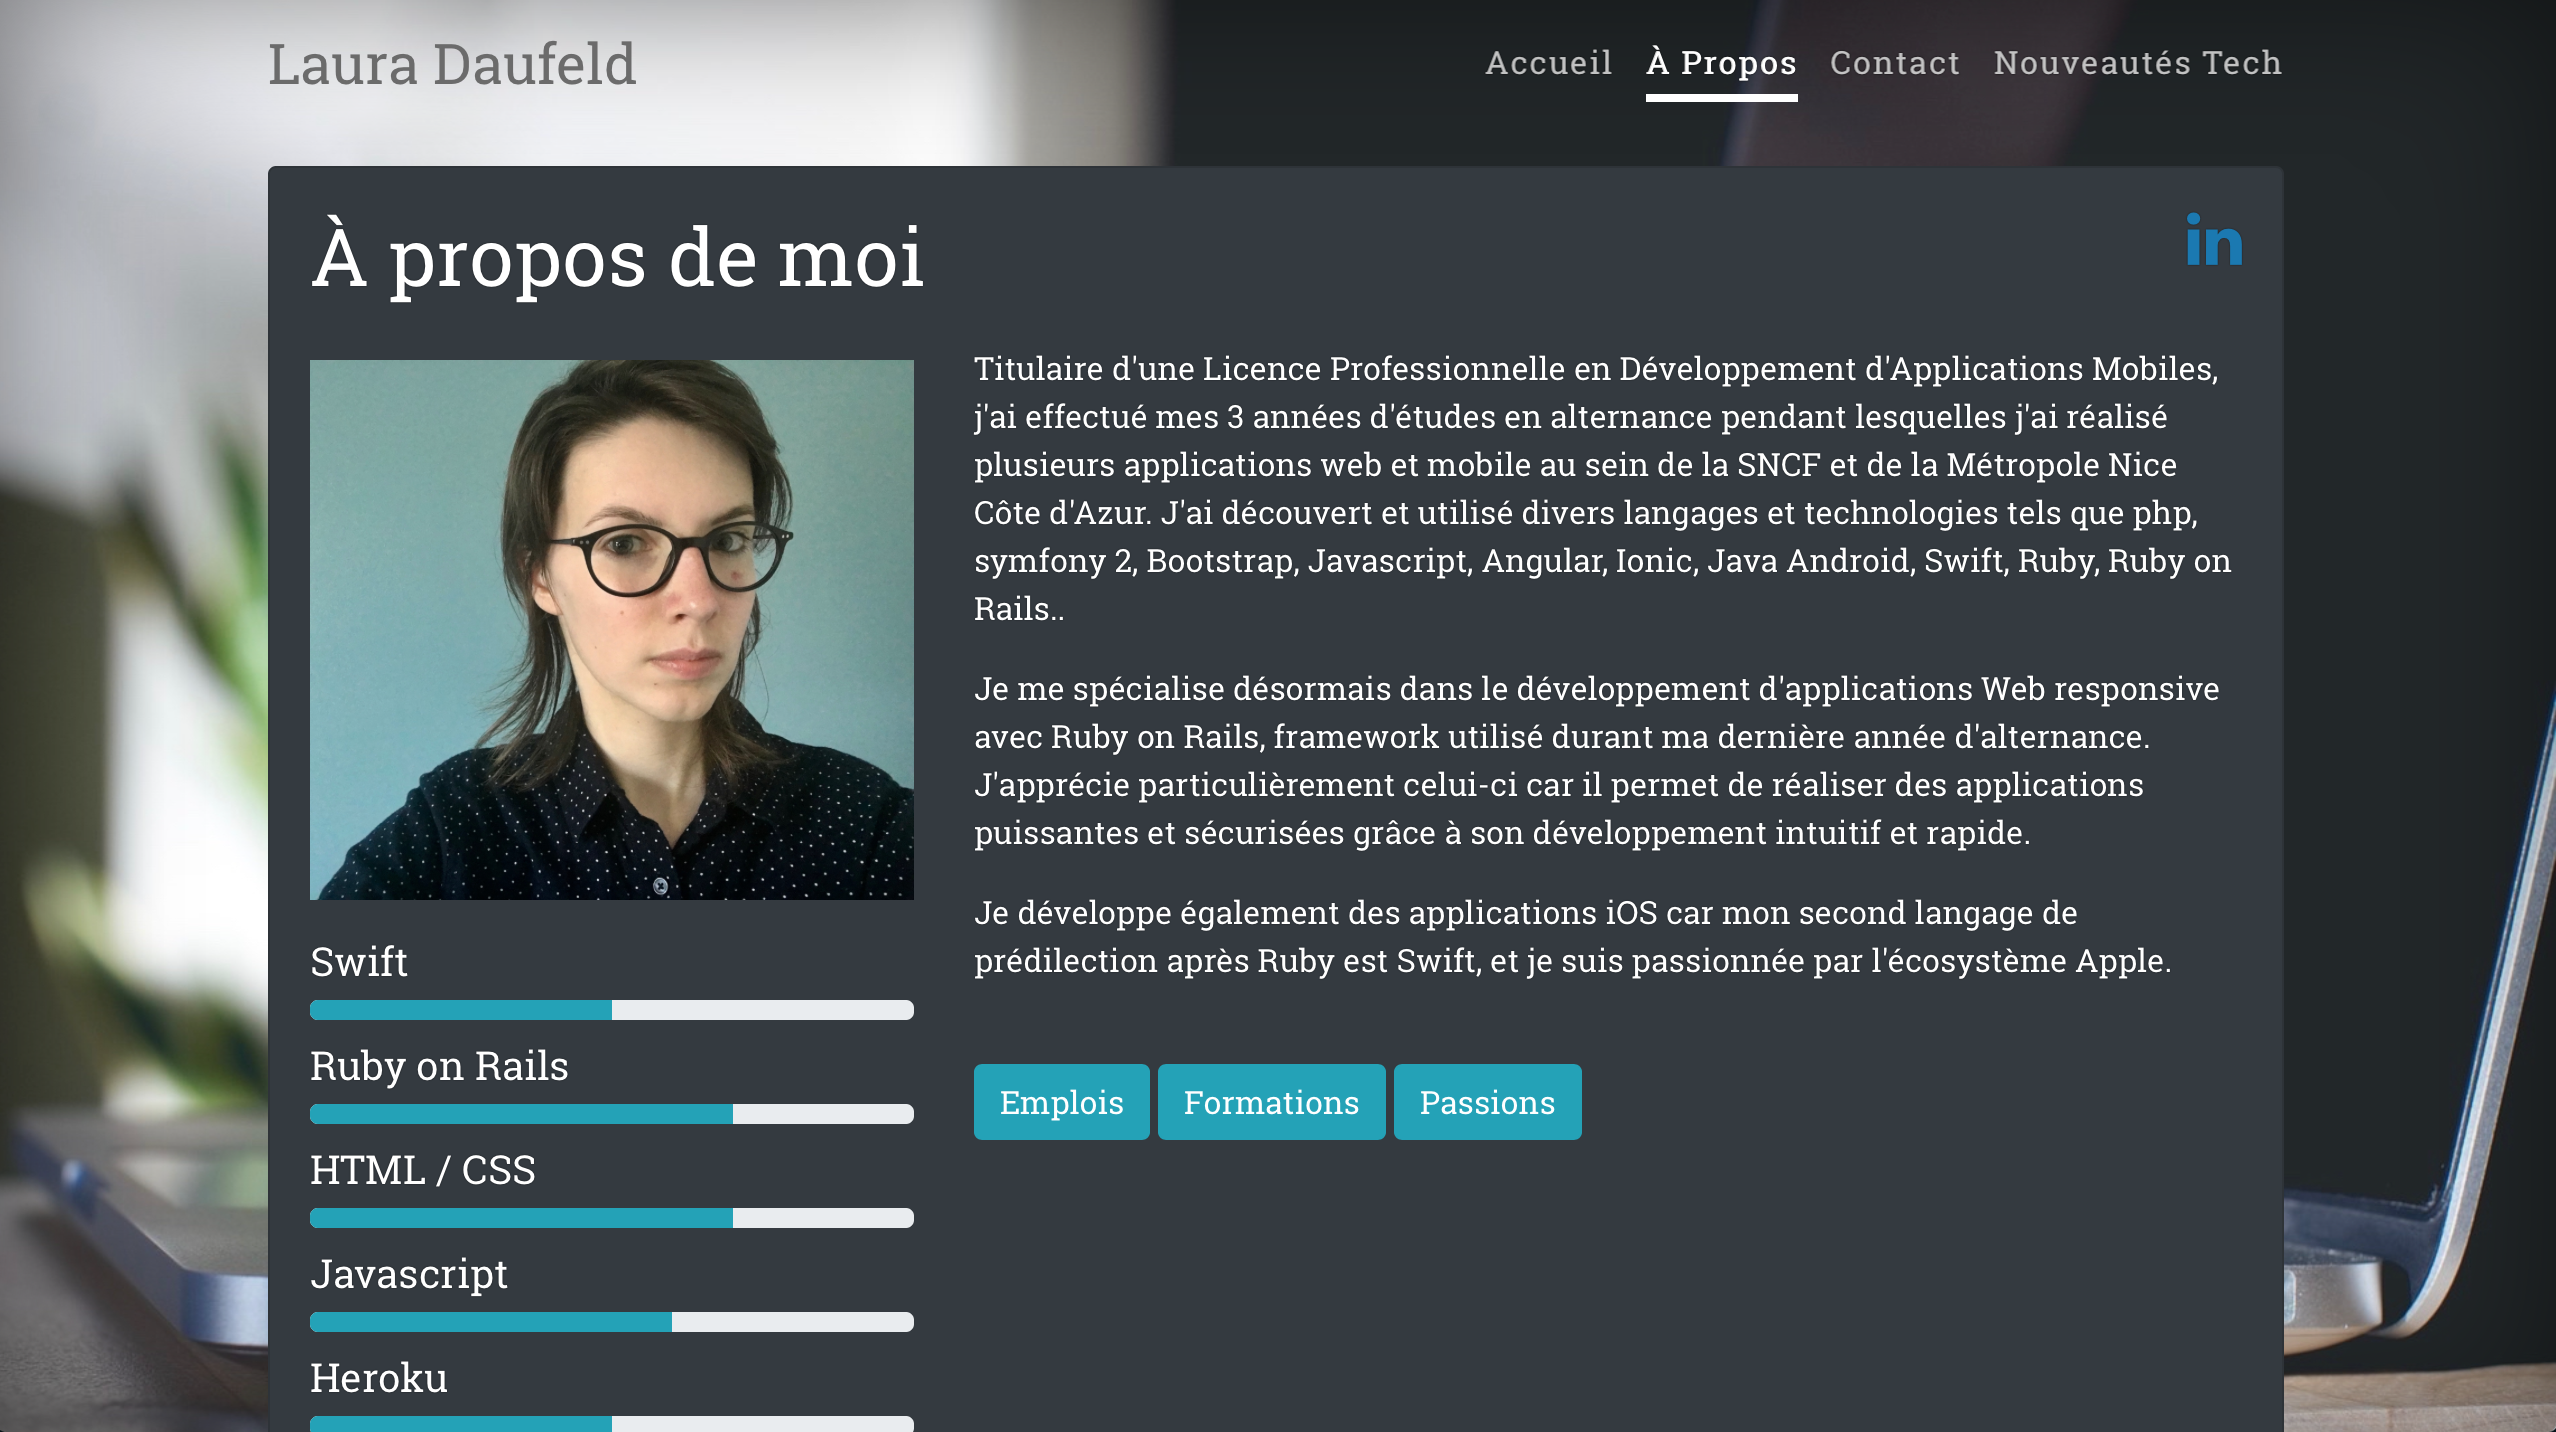 Laura Daufeld
Accueil À Propos Contact Nouveautés Tech
À propos de moi
in
Titulaire d'une Licence Professionnelle en Développement d'Applications Mobiles,
j'ai effectué mes 3 années d'études en alternance pendant lesquelles j'ai réalisé
plusieurs applications web et mobile au sein de la SNCF et de la Métropole Nice
Côte d'Azur. J'ai découvert et utilisé divers langages et technologies tels que php,
symfony 2, Bootstrap, Javascript, Angular, Ionic, Java Android, Swift, Ruby, Ruby on
Rails..
Je me spécialise désormais dans le développement d'applications Web responsive
avec Ruby on Rails, framework utilisé durant ma dernière année d'alternance.
J'apprécie particulièrement celui-ci car il permet de réaliser des applications
puissantes et sécurisées grâce à son développement intuitif et rapide.
Je développe également des applications iOS car mon second langage de
prédilection après Ruby est Swift, et je suis passionnée par l'écosystème Apple.
Emplois Formations Passions
Swift
Ruby on Rails
HTML / CSS
Javascript
Heroku